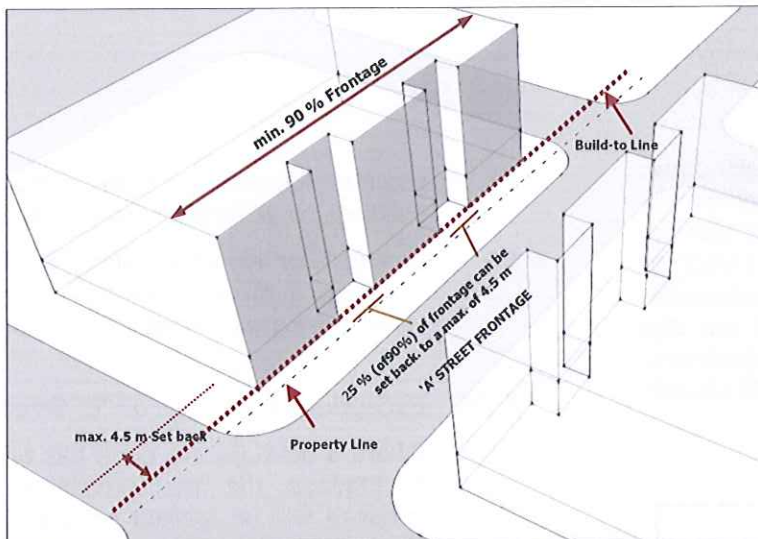 min. 90 % Frontage
Build-to Line
25 % (of90%) of frontage can be
set back to a max. of 4.5 m
'A' STREET FRONTAGE
max. 4.5 m Set back
Property Line